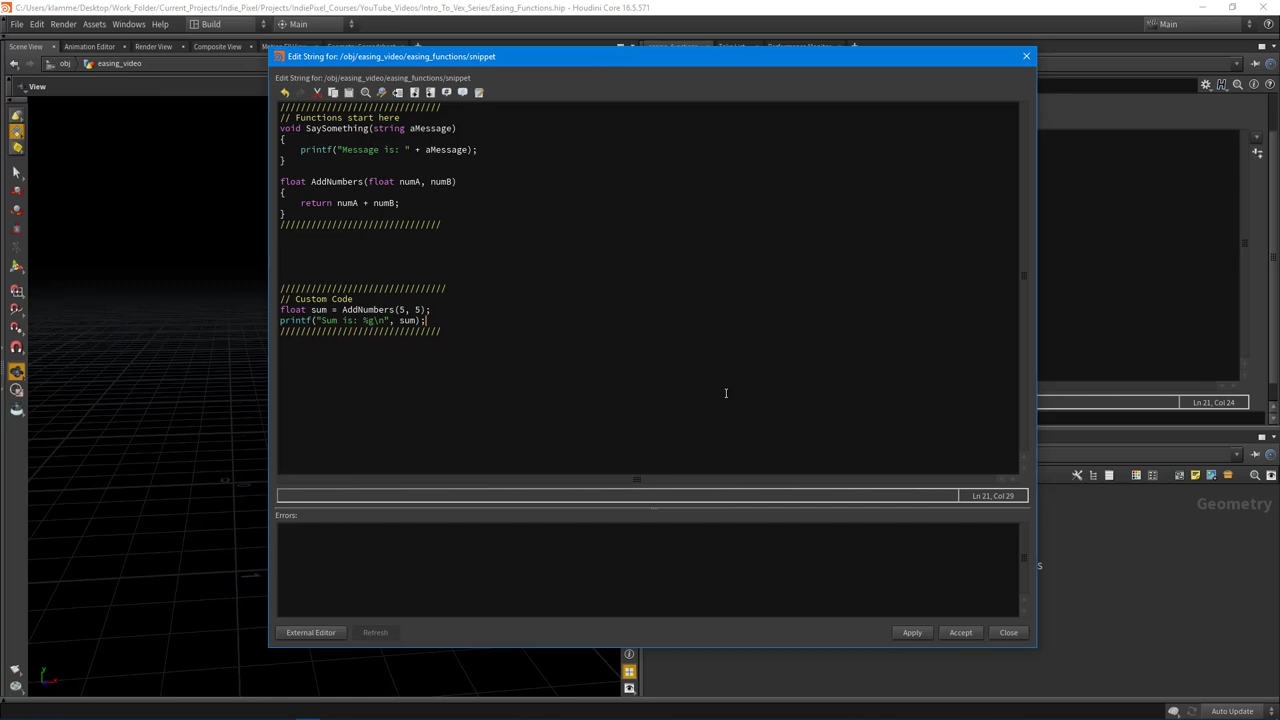 C:/Users/klamme/Desktop/Work_Folder/Current_Projects/Indie_Pixel/Projects/IndiePixel_Courses/YouTube_Videos/Intro_To_Vex_Series/Easing_Functions.hip - Houdini Core 16.5.571
File Edit Render Assets Windows Help Build Main Main
Scene View Animation Editor Render View Composite View
obj easing_video
View
Edit String for: /obj/easing_video/easing_functions/snippet
Edit String for: /obj/easing_video/easing_functions/snippet
////////////////////////////////
// Functions start here
void SaySomething(string aMessage)
{
printf("Message is: " + aMessage);
}
float AddNumbers(float numA, numB)
{
return numA + numB;
}
////////////////////////////////
/////////////////////////////////
// Custom Code
float sum = AddNumbers(5, 5);
printf("Sum is: %g\n", sum);
////////////////////////////////
Ln 21, Col 24
Ln 21, Col 29
Errors:
Geometry
External Editor Refresh Apply Accept Close
Auto Update